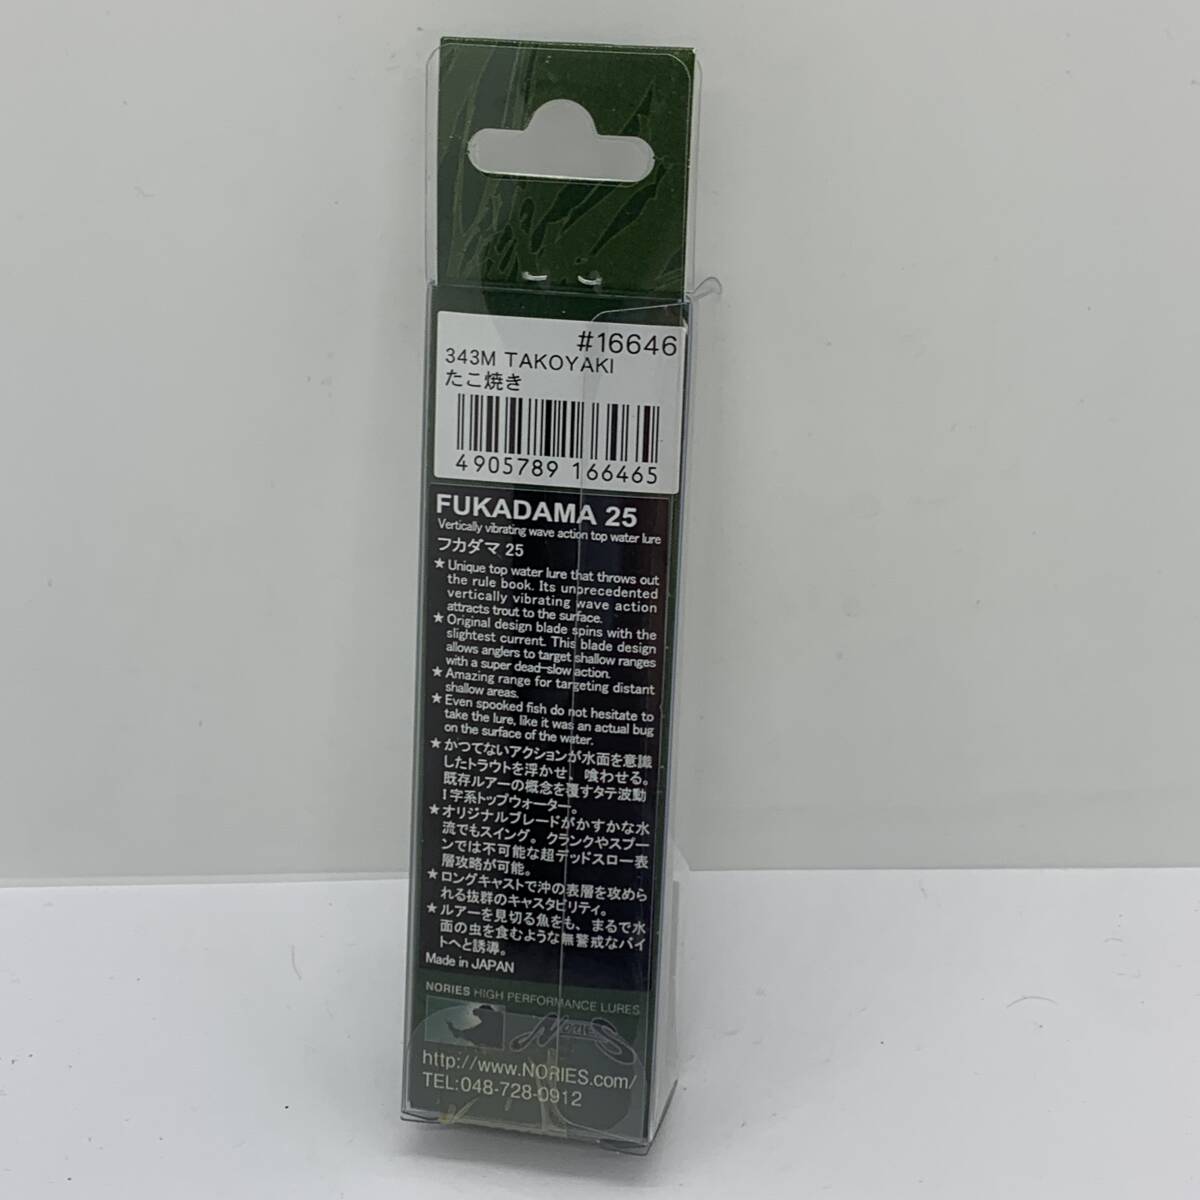 #16646
343M TAKOYAKI
たこ焼き
4 905789 166465
FUKADAMA 25
Vertically vibrating wave action top water lure
フカダマ 25
★ Unique top water lure that throws out
the rule book. Its unprecedented
vertically vibrating wave action
attracts trout to the surface.
★ Original design blade spins with the
slightest current. This blade design
allows anglers to target shallow ranges
with a super dead-slow action.
★ Amazing range for targeting distant
shallow areas.
★ Even spooked fish do not hesitate to
take the lure, like it was an actual bug
on the surface of the water.
★ かつてないアクションが水面を意識
したトラウトを浮かせ、喰わせる。
既存ルアーの概念を覆すタテ波動
I字系トップウォーター。
★ オリジナルブレードがかすかな水
流でもスイング。クランクやスプー
ンでは不可能な超デッドスロー表
層攻略が可能。
★ ロングキャストで沖の表層を攻めら
れる抜群のキャスタビリティ。
★ ルアーを見切る魚をも、まるで水
面の虫を食むような無警戒なバイ
トへと誘導。
Made in JAPAN
NORIES HIGH PERFORMANCE LURES
NORIES
http://www.NORIES.com/
TEL:048-728-0912